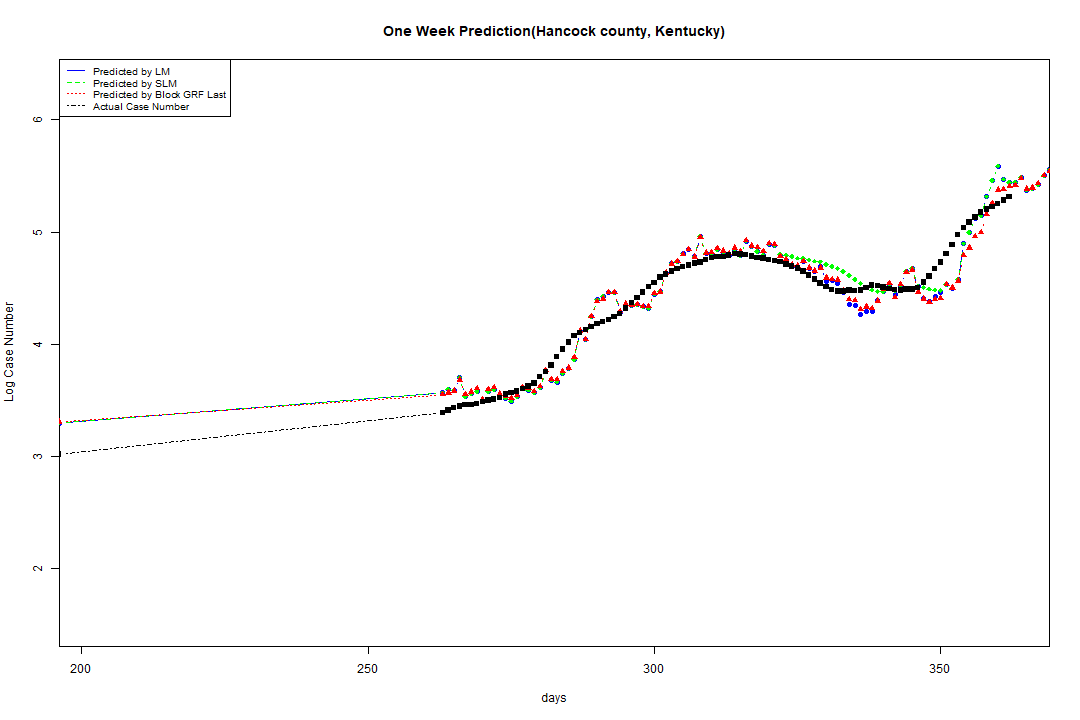 One Week Prediction(Hancock county, Kentucky)
Predicted by LM
Predicted by SLM
Predicted by Block GRF Last
Actual Case Number
Log Case Number
6
5
4
3
2
200 250 300 350
days